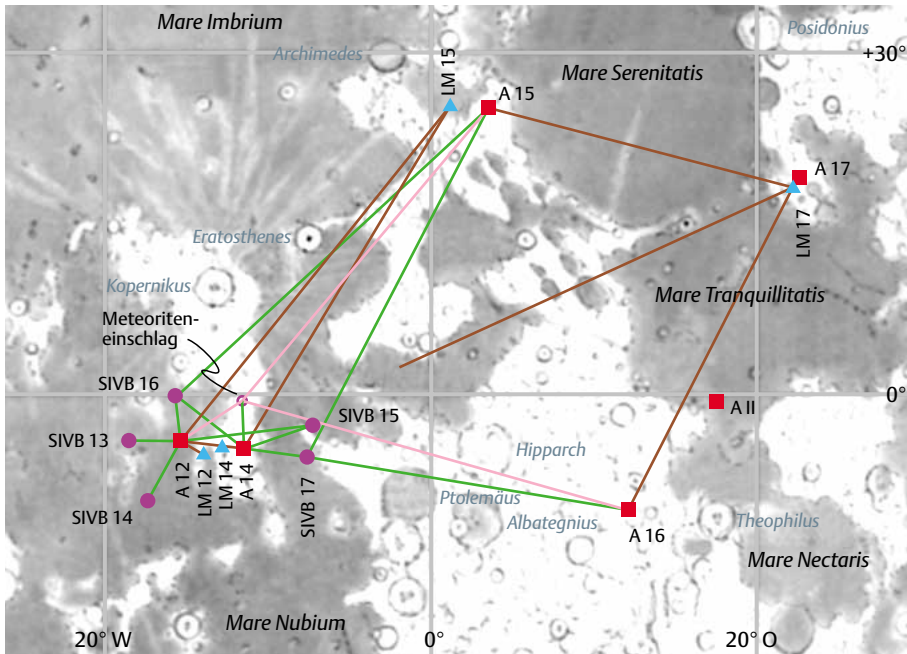 Mare Imbrium
Posidonius
Archimedes
+30°
LM 15
Mare Serenitatis
A 15
A 17
LM 17
Eratosthenes
Kopernikus
Mare Tranquillitatis
Meteoriten-
einschlag
SIVB 16
0°
A II
SIVB 15
SIVB 13
A 12
LM 12
LM 14
A 14
SIVB 17
Hipparch
SIVB 14
Ptolemäus
Albategnius
A 16
Theophilus
Mare Nectaris
Mare Nubium
20° W
0°
20° O